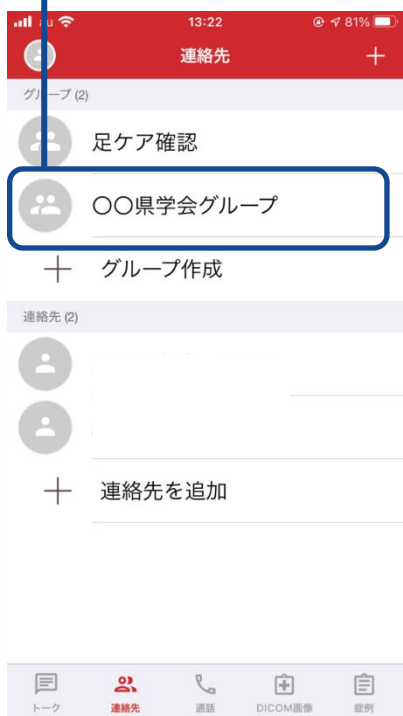 au 13:22 81%
連絡先
グループ (2)
足ケア確認
〇〇県学会グループ
グループ作成
連絡先 (2)
連絡先を追加
トーク 連絡先 通話 DICOM画像 症例